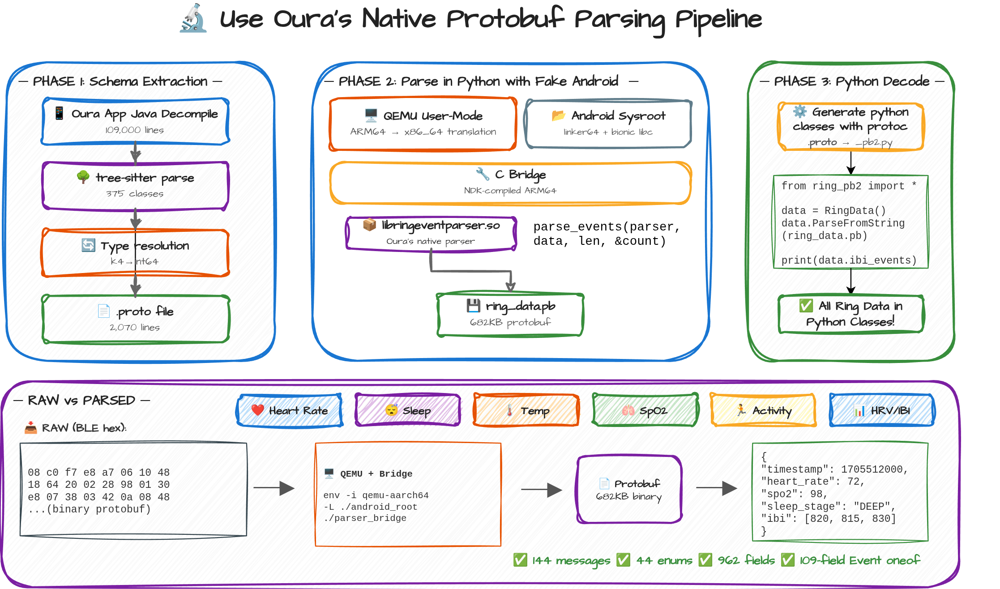 🔬 Use Oura's Native Protobuf Parsing Pipeline
— PHASE 1: Schema Extraction —
📱 Oura App Java Decompile
109,000 lines
🌳 tree-sitter parse
375 classes
🔄 Type resolution
k4→int64
📄 .proto file
2,070 lines
— PHASE 2: Parse in Python with Fake Android —
🖥️ QEMU User-Mode
ARM64 → x86_64 translation
📂 Android Sysroot
linker64 + bionic libc
🔧 C Bridge
NDK-compiled ARM64
📦 libringeventparser.so
Oura's native parser
parse_events(parser,
data, len, &count)
💾 ring_data.pb
682KB protobuf
— PHASE 3: Python Decode —
⚙️ Generate python
classes with protoc
.proto → _pb2.py
from ring_pb2 import *
data = RingData()
data.ParseFromString
(ring_data.pb)
print(data.ibi_events)
✅ All Ring Data in
Python Classes!
— RAW vs PARSED —
❤️ Heart Rate
😴 Sleep
🌡️ Temp
🫁 SpO2
🏃 Activity
📊 HRV/IBI
📥 RAW (BLE hex):
08 c0 f7 e8 a7 06 10 48
18 64 20 02 28 98 01 30
e8 07 38 03 42 0a 08 48
...(binary protobuf)
🖥️ QEMU + Bridge
env -i qemu-aarch64
-L ./android_root
./parser_bridge
📄 Protobuf
682KB binary
{
"timestamp": 1705512000,
"heart_rate": 72,
"spo2": 98,
"sleep_stage": "DEEP",
"ibi": [820, 815, 830]
}
✅ 144 messages ✅ 44 enums ✅ 962 fields ✅ 109-field Event oneof